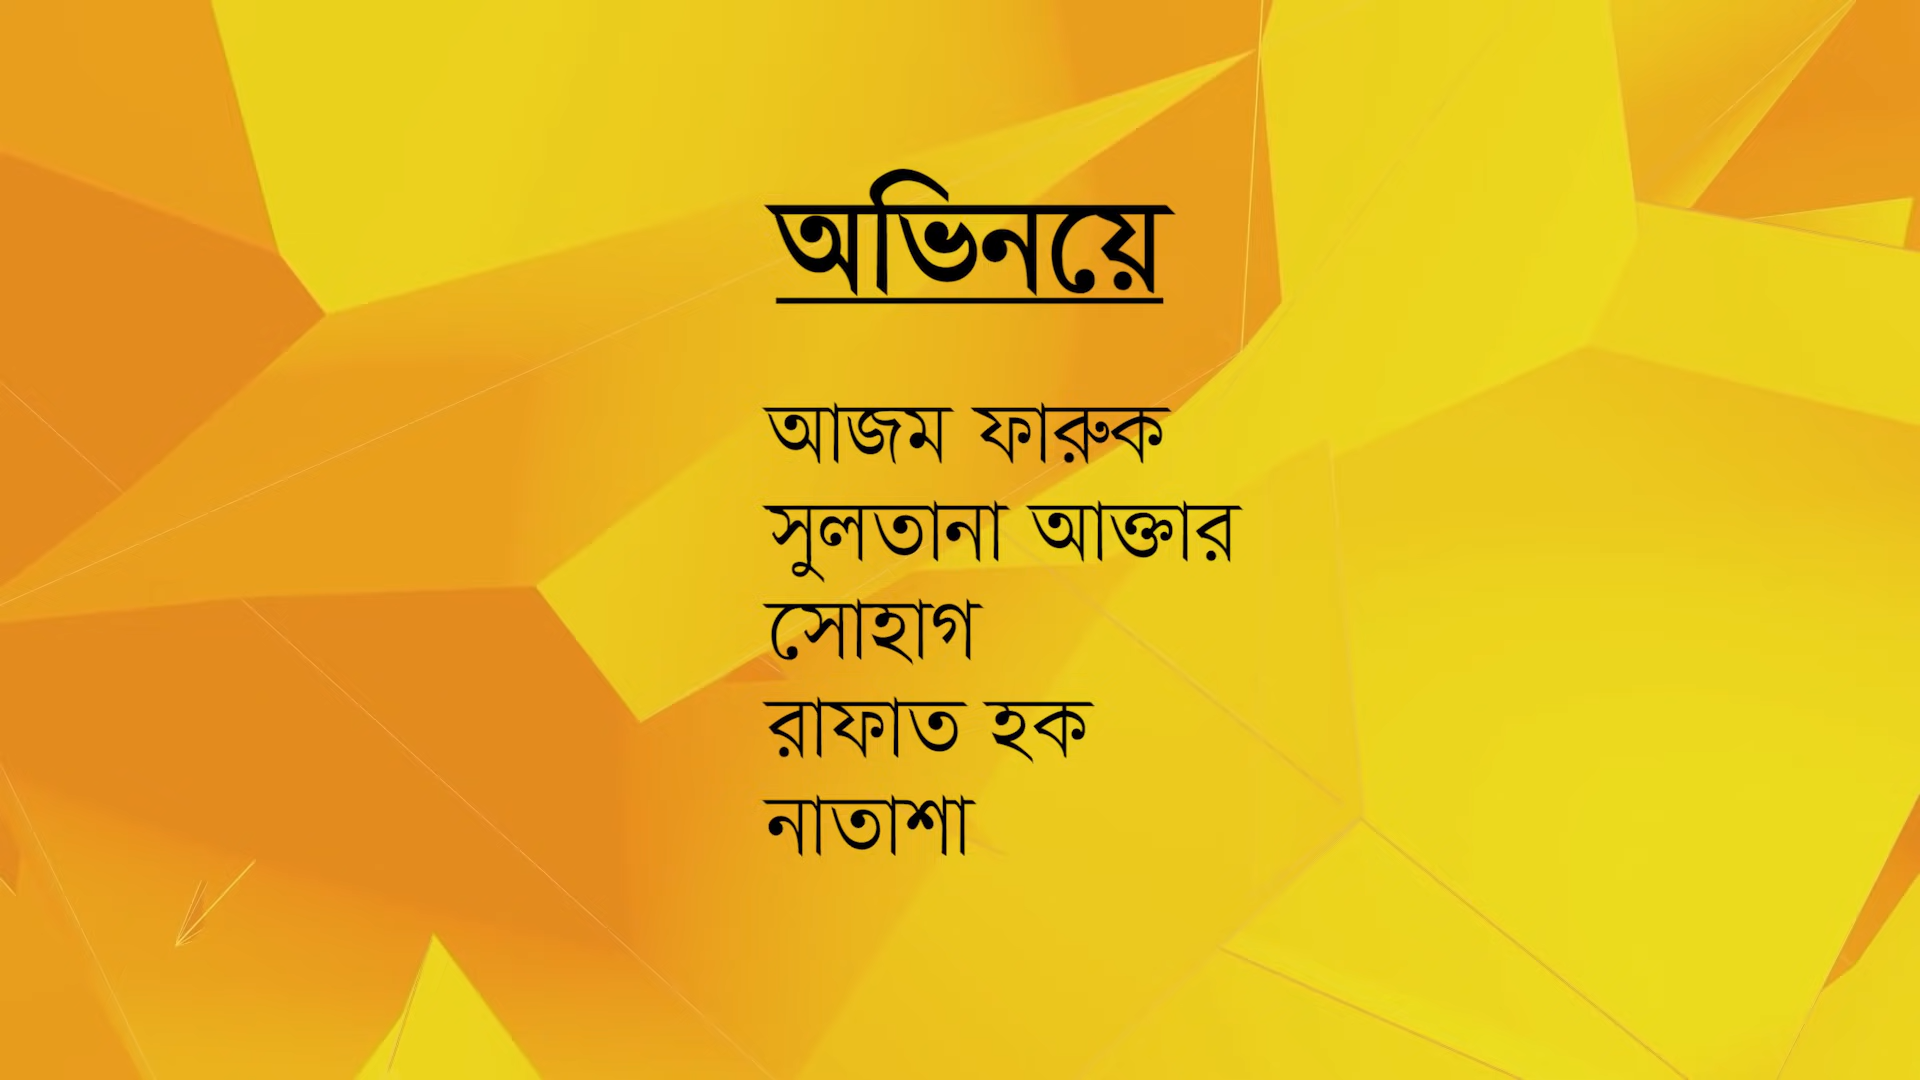 অভিনয়ে
আজম ফারুক
সুলতানা আক্তার
সোহাগ
রাফাত হক
নাতাশা